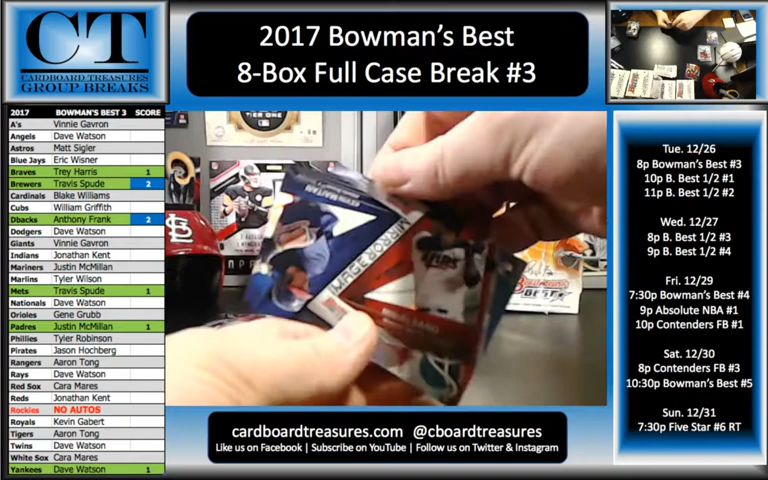 CT
CARDBOARD TREASURES
GROUP BREAKS
2017 Bowman's Best
8-Box Full Case Break #3
2017 BOWMAN'S BEST 3 SCORE
A's Vinnie Gavron
Angels Dave Watson
Astros Matt Sigler
Blue Jays Eric Wisner
Braves Trey Harris 1
Brewers Travis Spude 2
Cardinals Blake Williams
Cubs William Griffith
Dbacks Anthony Frank 2
Dodgers Dave Watson
Giants Vinnie Gavron
Indians Jonathan Kent
Mariners Justin McMillan
Marlins Tyler Wilson
Mets Travis Spude 1
Nationals Dave Watson
Orioles Gene Grubb
Padres Justin McMillan 1
Phillies Tyler Robinson
Pirates Jason Hochberg
Rangers Aaron Tong
Rays Dave Watson
Red Sox Cara Mares
Reds Jonathan Kent
Rockies NO AUTOS
Royals Kevin Gabert
Tigers Aaron Tong
Twins Dave Watson
White Sox Cara Mares
Yankees Dave Watson 1
TIER ONE
MIRROR IMAGE
Tue. 12/26
8p Bowman's Best #3
10p B. Best 1/2 #1
11p B. Best 1/2 #2
Wed. 12/27
8p B. Best 1/2 #3
9p B. Best 1/2 #4
Fri. 12/29
7:30p Bowman's Best #4
9p Absolute NBA #1
10p Contenders FB #1
Sat. 12/30
8p Contenders FB #3
10:30p Bowman's Best #5
Sun. 12/31
7:30p Five Star #6 RT
cardboardtreasures.com @cboardtreasures
Like us on Facebook | Subscribe on YouTube | Follow us on Twitter & Instagram